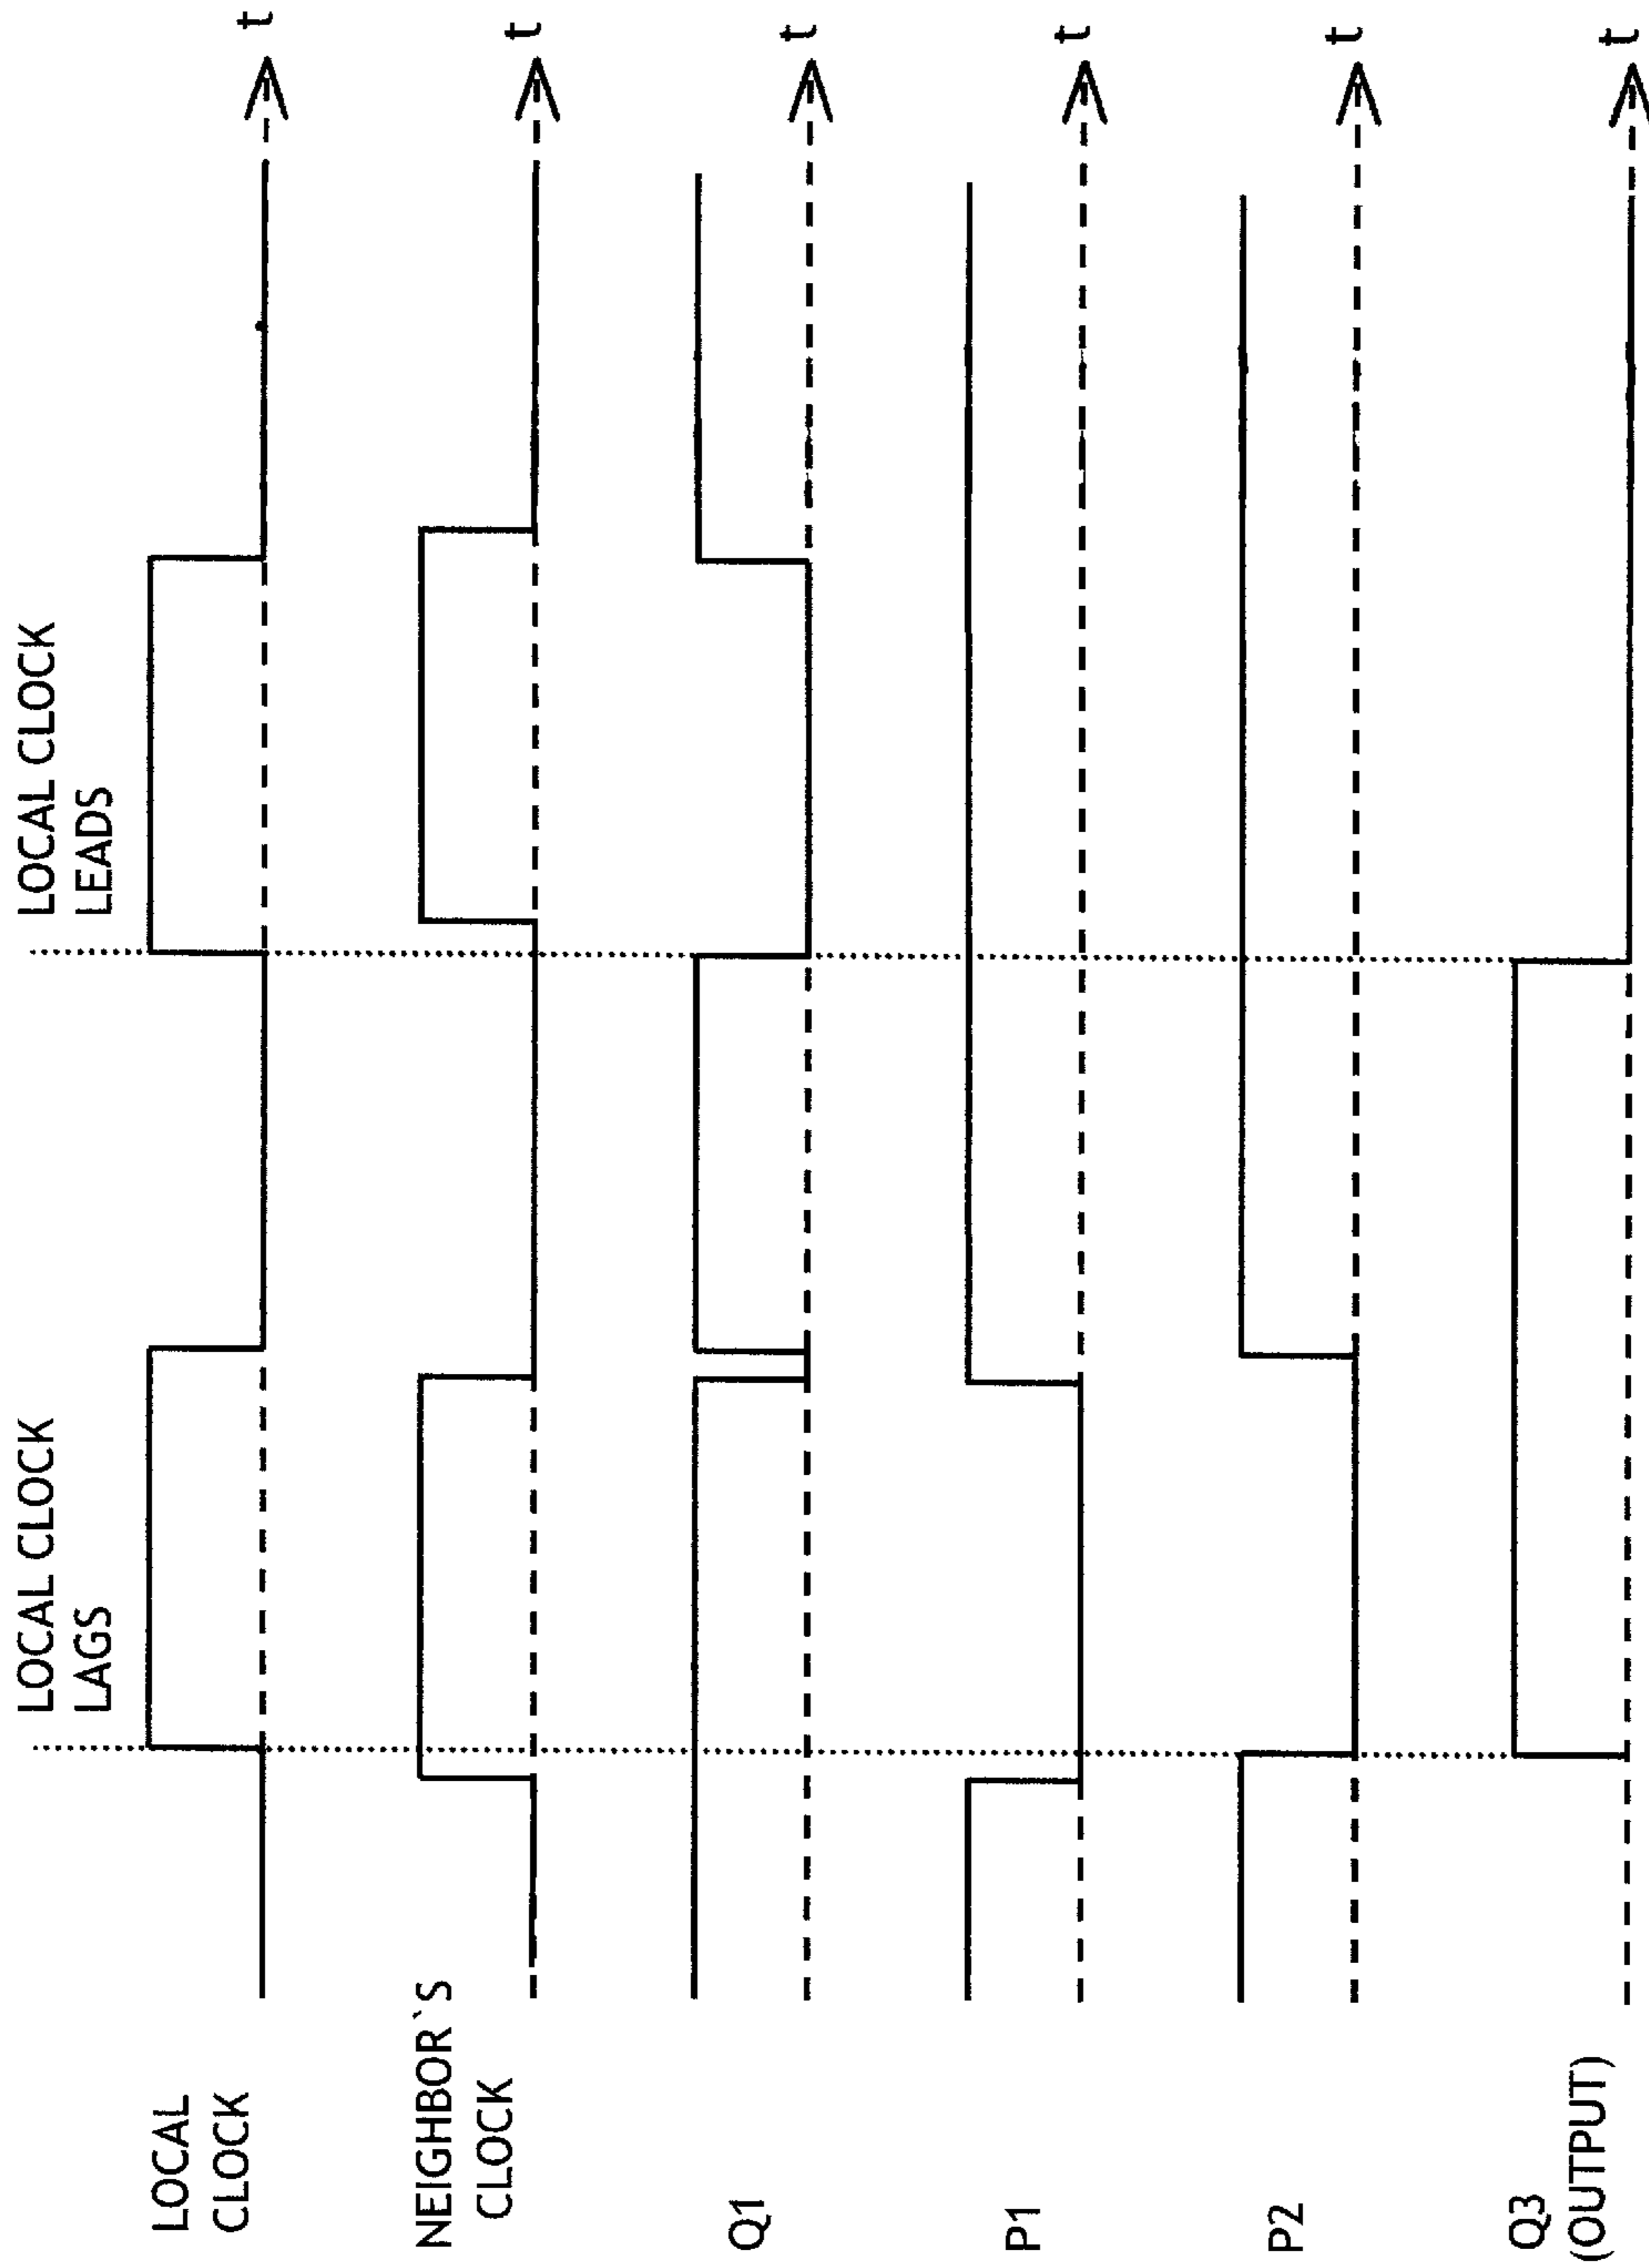 LOCAL CLOCK
LAGS
LOCAL CLOCK
LEADS
LOCAL
CLOCK
t
NEIGHBOR`S
CLOCK
t
Q1
t
P1
t
P2
t
Q3
(OUTPUT)
t